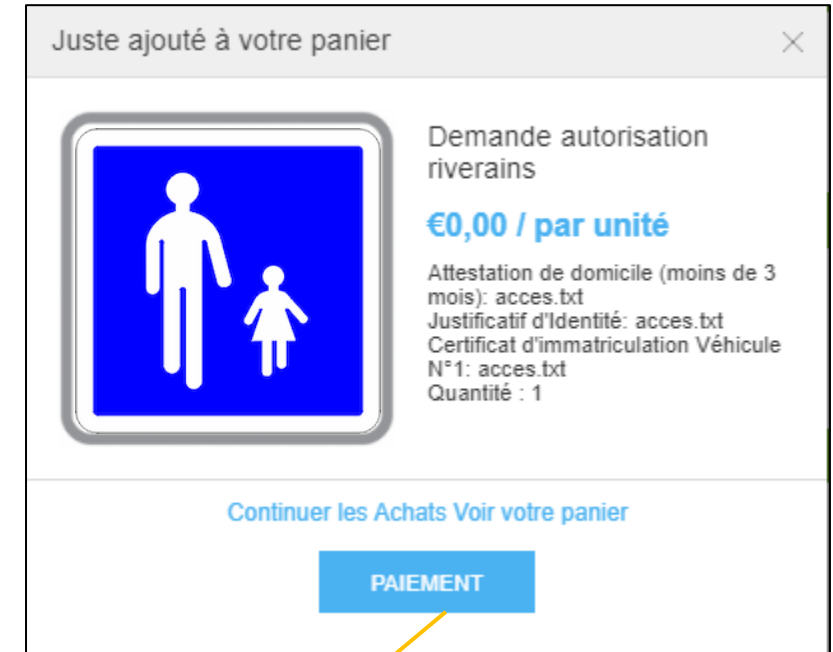 Juste ajouté à votre panier
Demande autorisation
riverains
€0,00 / par unité
Attestation de domicile (moins de 3
mois): acces.txt
Justificatif d'Identité: acces.txt
Certificat d'immatriculation Véhicule
N°1: acces.txt
Quantité : 1
Continuer les Achats Voir votre panier
PAIEMENT